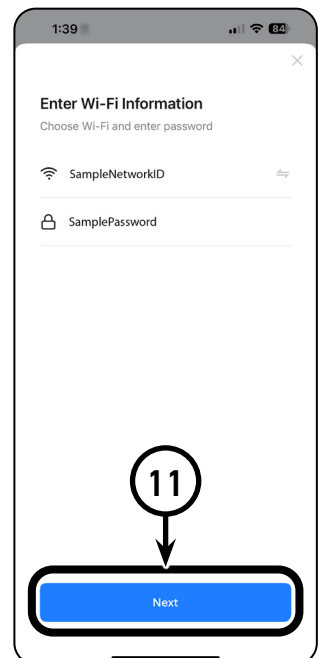 1:39 84
Enter Wi-Fi Information
Choose Wi-Fi and enter password
SampleNetworkID
SamplePassword
11
Next